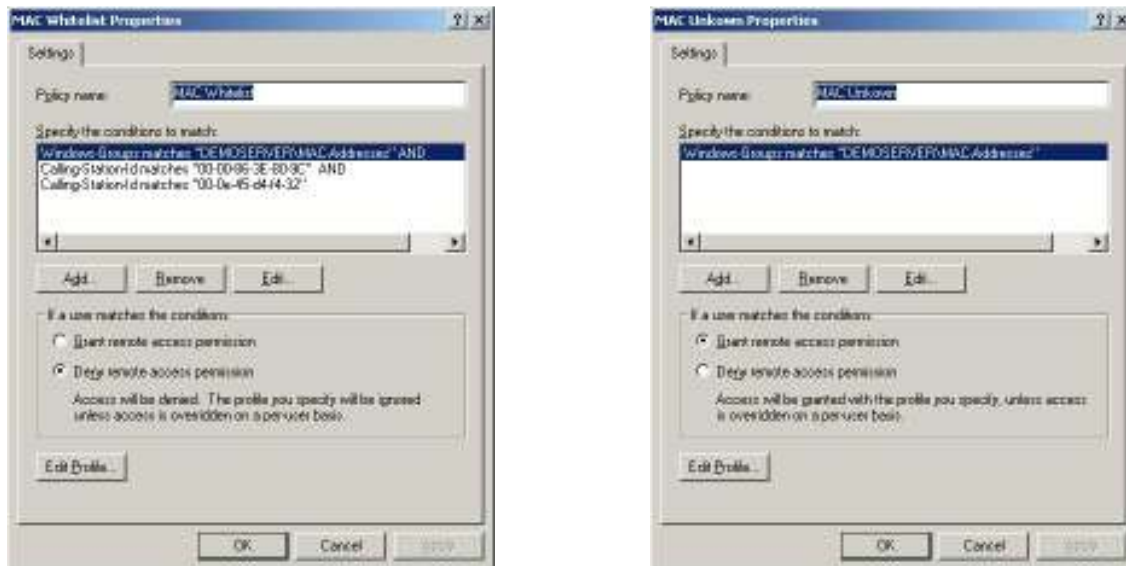 MAC Whitelist Properties
Settings
Policy name:
MAC Whitelist
Specify the conditions to match:
Windows-Groups matches "DEMOSERVER\MAC-Addresses" AND
Calling-Station-Id matches "00-00-86-3E-80-9C" AND
Calling-Station-Id matches "00-0e-45-d4-f4-32"
Add...
Remove
Edit...
If a user matches the conditions
Grant remote access permission
Deny remote access permission
Access will be denied. The profile you specify will be ignored
unless access is overridden on a per-user basis.
Edit Profile...
OK
Cancel
MAC Unkown Properties
Settings
Policy name:
MAC Unkown
Specify the conditions to match:
Windows-Groups matches "DEMOSERVER\MAC-Addresses"
Add...
Remove
Edit...
If a user matches the conditions
Grant remote access permission
Deny remote access permission
Access will be granted with the profile you specify, unless access
is overridden on a per-user basis.
Edit Profile...
OK
Cancel